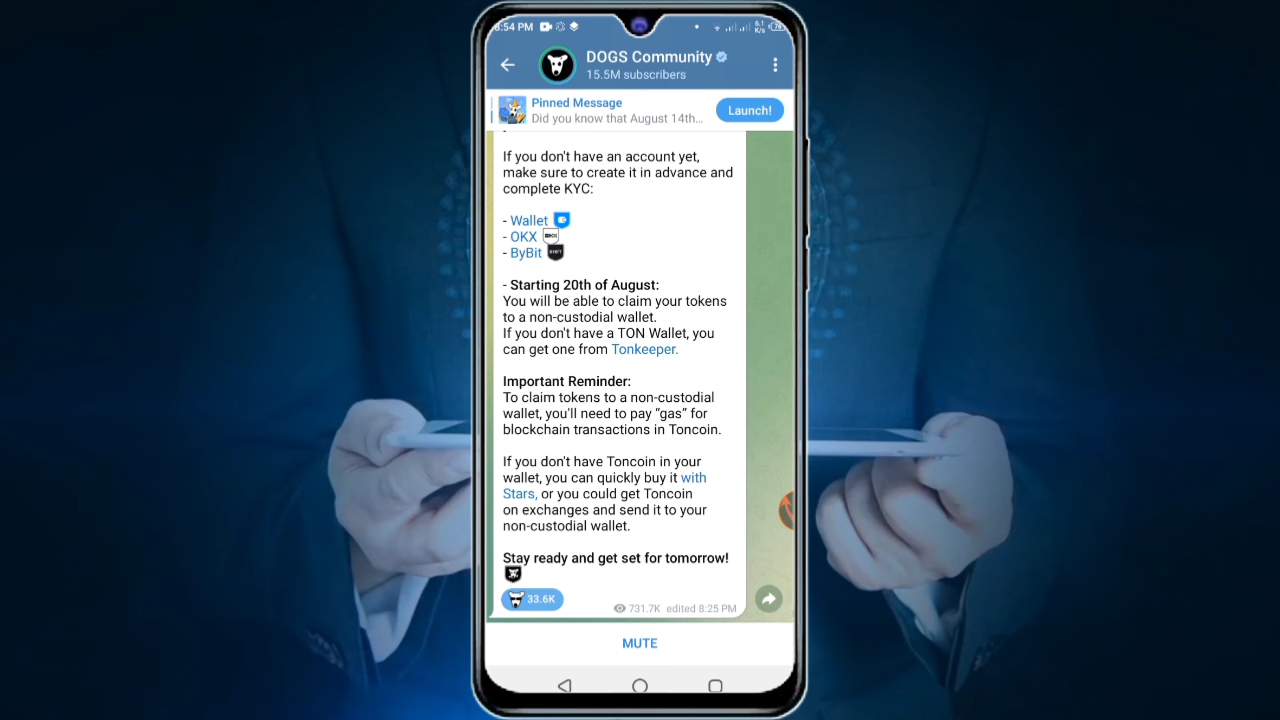 :54 PM
6.1
K/s
76
DOGS Community
15.5M subscribers
Pinned Message
Did you know that August 14th...
Launch!
If you don't have an account yet,
make sure to create it in advance and
complete KYC:
- Wallet
- OKX
- ByBit
- Starting 20th of August:
You will be able to claim your tokens
to a non-custodial wallet.
If you don't have a TON Wallet, you
can get one from Tonkeeper.
Important Reminder:
To claim tokens to a non-custodial
wallet, you'll need to pay “gas” for
blockchain transactions in Toncoin.
If you don't have Toncoin in your
wallet, you can quickly buy it with
Stars, or you could get Toncoin
on exchanges and send it to your
non-custodial wallet.
Stay ready and get set for tomorrow!
33.6K
731.7K edited 8:25 PM
MUTE